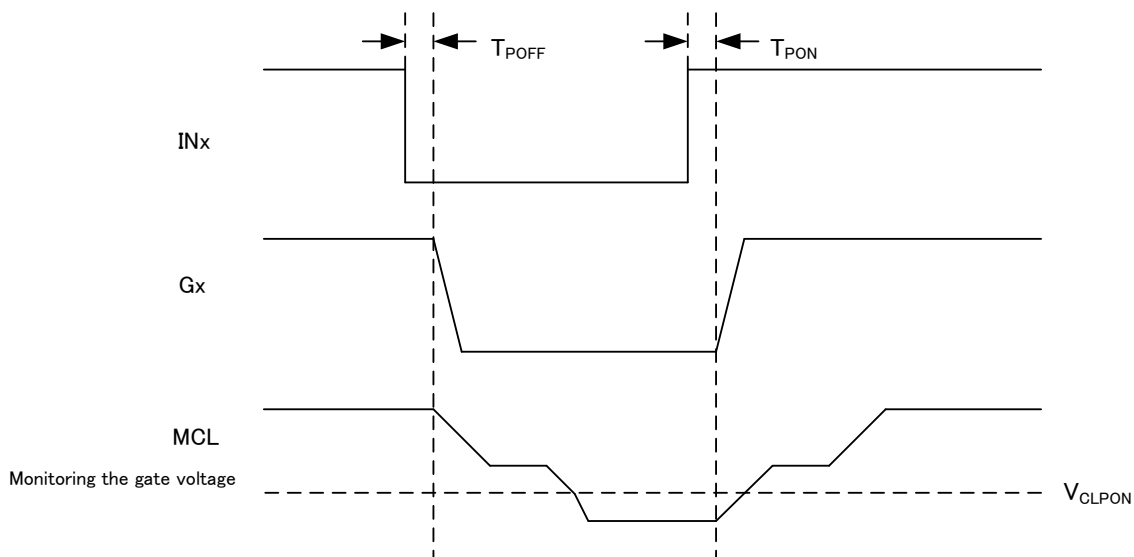 TPOFF
TPON
INx
Gx
MCL
Monitoring the gate voltage
VCLPON